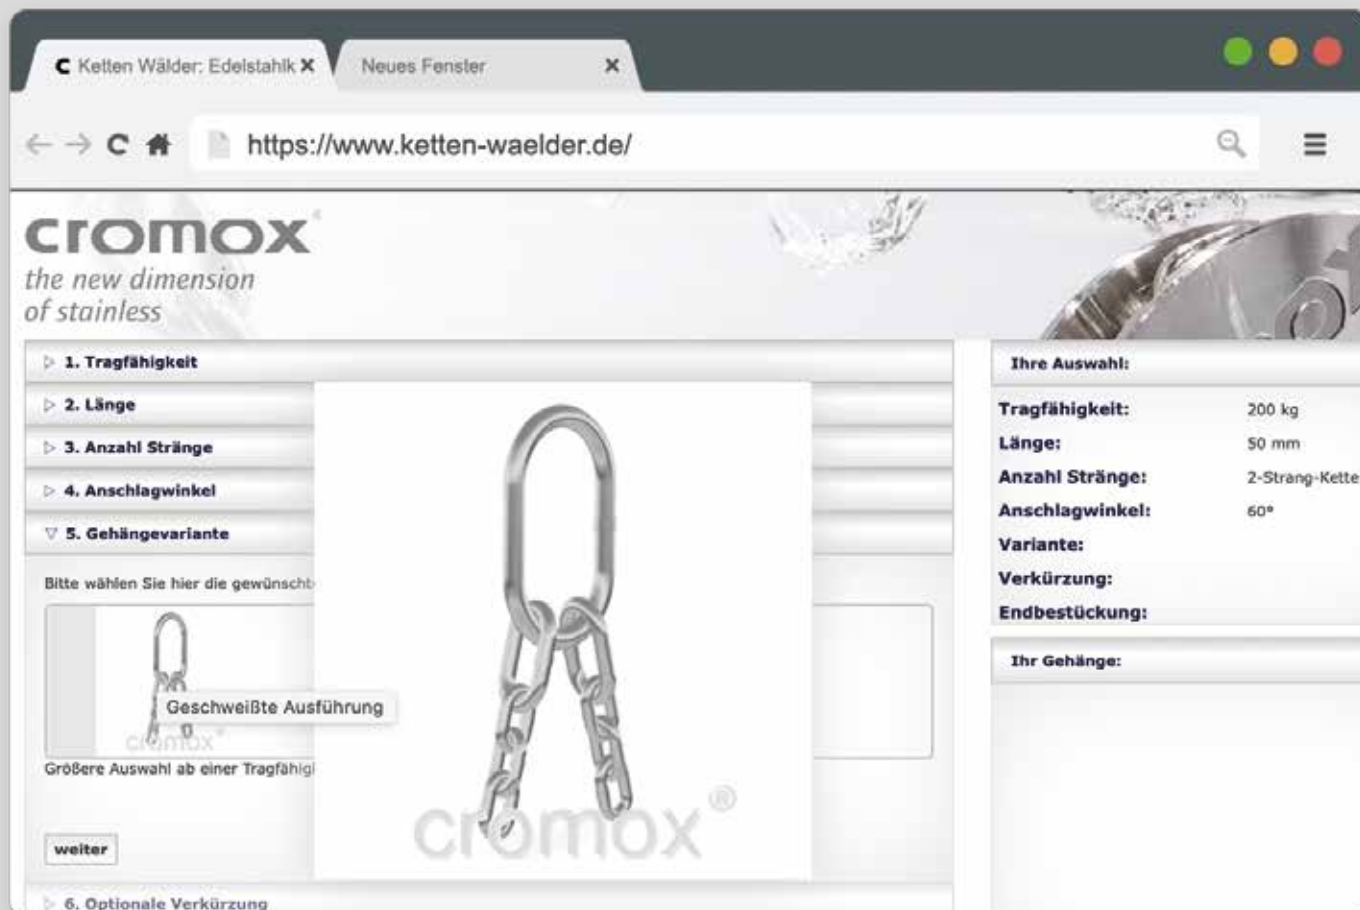 Ketten Wälder: Edelstahlk
Neues Fenster
https://www.ketten-waelder.de/
cromox®
the new dimension
of stainless
1. Tragfähigkeit
2. Länge
3. Anzahl Stränge
4. Anschlagwinkel
5. Gehängevariante
Bitte wählen Sie hier die gewünscht
Geschweißte Ausführung
cromox®
Größere Auswahl ab einer Tragfähigk
weiter
6. Optionale Verkürzung
cromox®
Ihre Auswahl:
Tragfähigkeit: 200 kg
Länge: 50 mm
Anzahl Stränge: 2-Strang-Kette
Anschlagwinkel: 60°
Variante:
Verkürzung:
Endbestückung:
Ihr Gehänge: